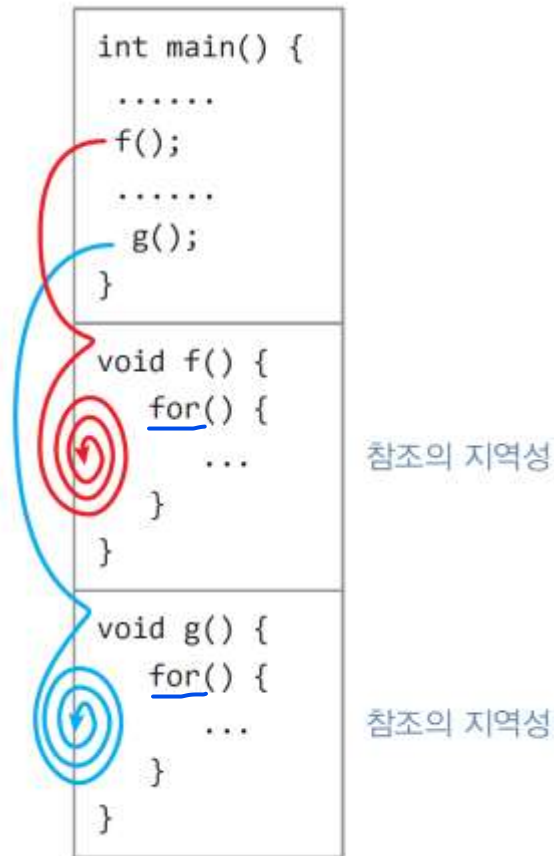 int main() {
......
f();
......
g();
}
void f() {
for() {
...
}
}
참조의 지역성
void g() {
for() {
...
}
}
참조의 지역성